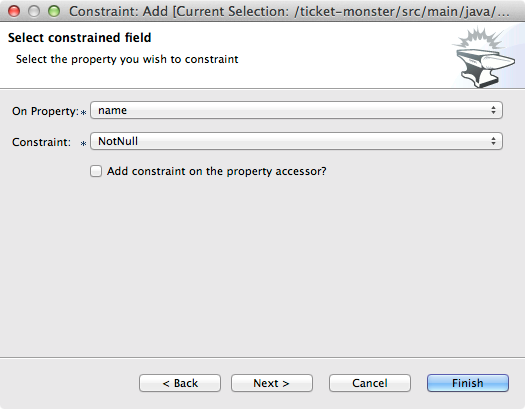 Constraint: Add [Current Selection: /ticket-monster/src/main/java/...
Select constrained field
Select the property you wish to constraint
On Property:* name
Constraint: * NotNull
Add constraint on the property accessor?
< Back Next > Cancel Finish